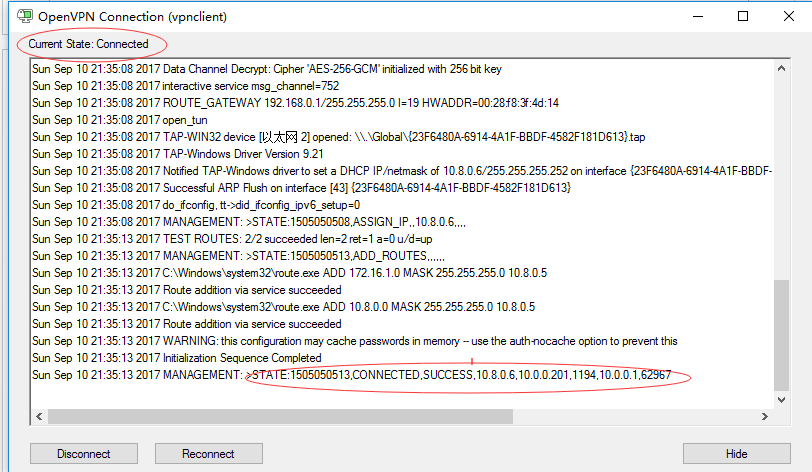 OpenVPN Connection (vpnclient)
Current State: Connected
Sun Sep 10 21:35:08 2017 Data Channel Decrypt: Cipher 'AES-256-GCM' initialized with 256 bit key
Sun Sep 10 21:35:08 2017 interactive service msg_channel=752
Sun Sep 10 21:35:08 2017 ROUTE_GATEWAY 192.168.0.1/255.255.255.0 I=19 HWADDR=00:28:f8:3f:4d:14
Sun Sep 10 21:35:08 2017 open_tun
Sun Sep 10 21:35:08 2017 TAP-WIN32 device [以太网 2] opened: \\.\Global\{23F6480A-6914-4A1F-BBDF-4582F181D613}.tap
Sun Sep 10 21:35:08 2017 TAP-Windows Driver Version 9.21
Sun Sep 10 21:35:08 2017 Notified TAP-Windows driver to set a DHCP IP/netmask of 10.8.0.6/255.255.255.252 on interface {23F6480A-6914-4A1F-BBDF-
Sun Sep 10 21:35:08 2017 Successful ARP Flush on interface [43] {23F6480A-6914-4A1F-BBDF-4582F181D613}
Sun Sep 10 21:35:08 2017 do_ifconfig, tt->did_ifconfig_ipv6_setup=0
Sun Sep 10 21:35:08 2017 MANAGEMENT: >STATE:1505050508,ASSIGN_IP,,10.8.0.6,,,,
Sun Sep 10 21:35:13 2017 TEST ROUTES: 2/2 succeeded len=2 ret=1 a=0 u/d=up
Sun Sep 10 21:35:13 2017 MANAGEMENT: >STATE:1505050513,ADD_ROUTES,,,,,,
Sun Sep 10 21:35:13 2017 C:\Windows\system32\route.exe ADD 172.16.1.0 MASK 255.255.255.0 10.8.0.5
Sun Sep 10 21:35:13 2017 Route addition via service succeeded
Sun Sep 10 21:35:13 2017 C:\Windows\system32\route.exe ADD 10.8.0.0 MASK 255.255.255.0 10.8.0.5
Sun Sep 10 21:35:13 2017 Route addition via service succeeded
Sun Sep 10 21:35:13 2017 WARNING: this configuration may cache passwords in memory -- use the auth-nocache option to prevent this
Sun Sep 10 21:35:13 2017 Initialization Sequence Completed
Sun Sep 10 21:35:13 2017 MANAGEMENT: >STATE:1505050513,CONNECTED,SUCCESS,10.8.0.6,10.0.0.201,1194,10.0.0.1,62967
Disconnect
Reconnect
Hide